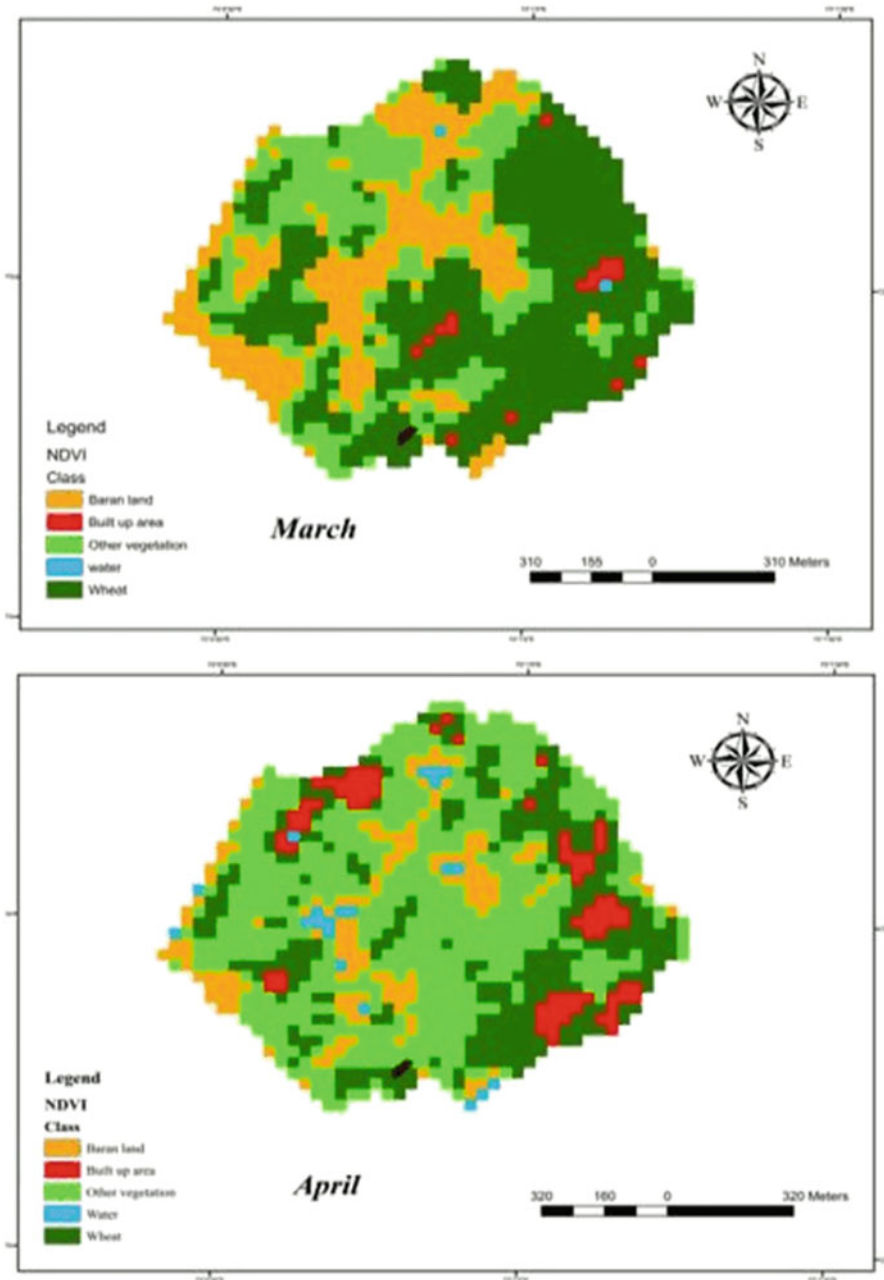 N
W E
S
Legend
NDVI
Class
Baran land
Built up area
Other vegetation
water
Wheat
March
310 155 0 310 Meters
N
W E
S
Legend
NDVI
Class
Baran land
Built up area
Other vegetation
Water
Wheat
April
320 160 0 320 Meters